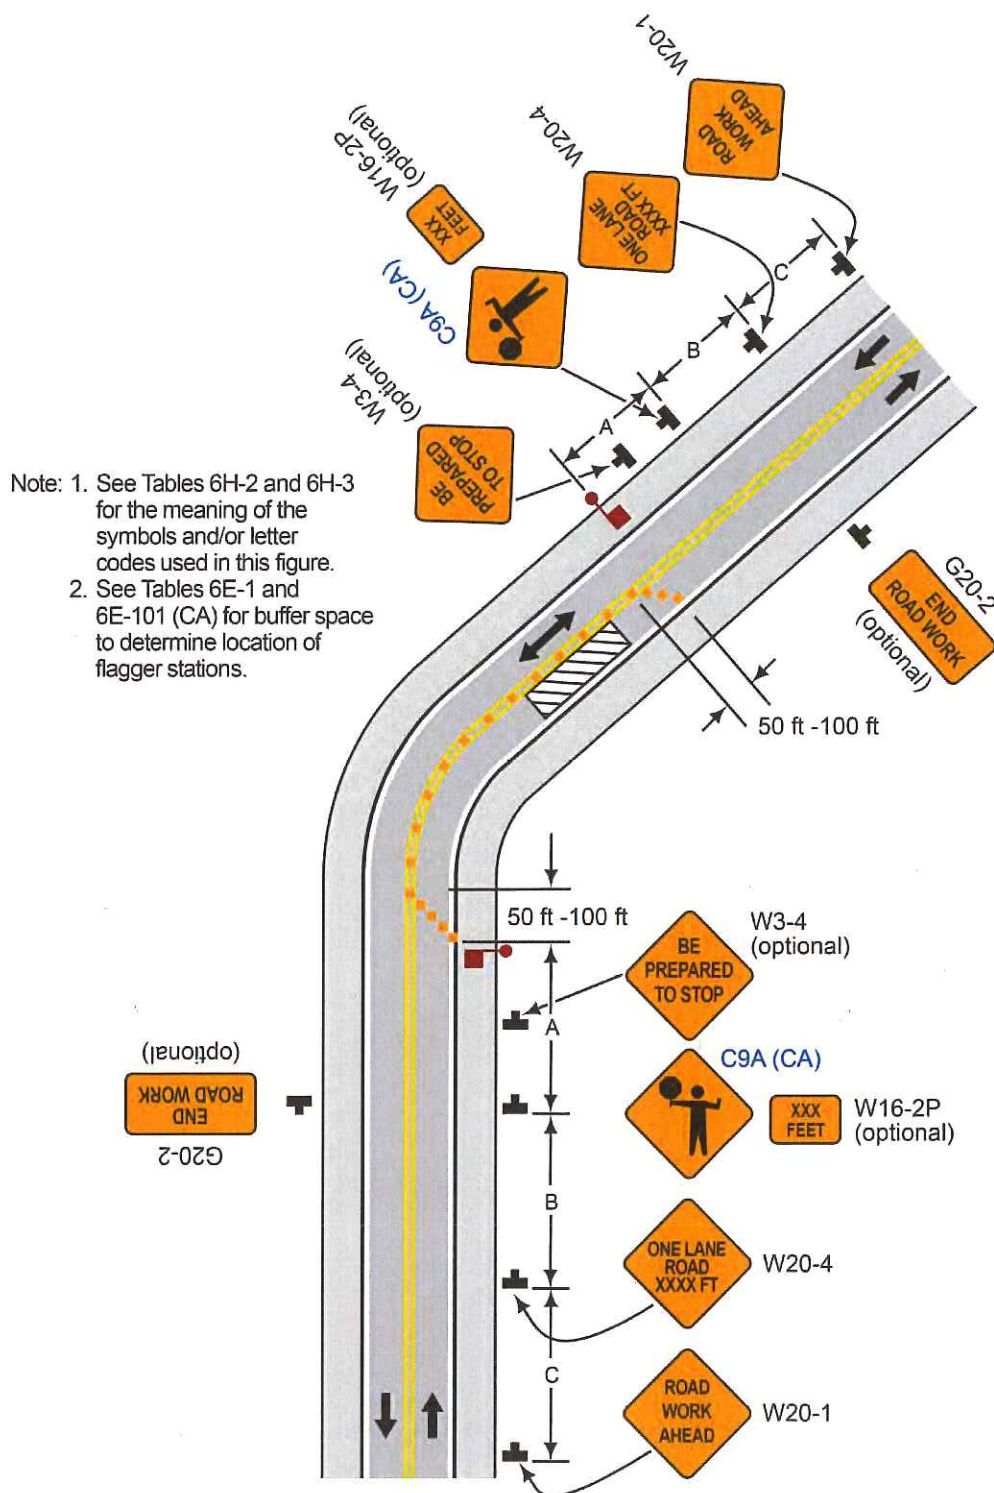 W20-1
ROAD
WORK
AHEAD
W20-4
ONE LANE
ROAD
XXXX FT
W16-2P
(optional)
XXX
FEET
C9A (CA)
W3-4
(optional)
BE
PREPARED
TO STOP
C
B
A
Note: 1. See Tables 6H-2 and 6H-3
for the meaning of the
symbols and/or letter
codes used in this figure.
2. See Tables 6E-1 and
6E-101 (CA) for buffer space
to determine location of
flagger stations.
G20-2
END
ROAD WORK
(optional)
50 ft -100 ft
50 ft -100 ft
W3-4
(optional)
BE
PREPARED
TO STOP
A
C9A (CA)
XXX
FEET
W16-2P
(optional)
G20-2
END
ROAD WORK
(optional)
B
ONE LANE
ROAD
XXXX FT
W20-4
C
ROAD
WORK
AHEAD
W20-1